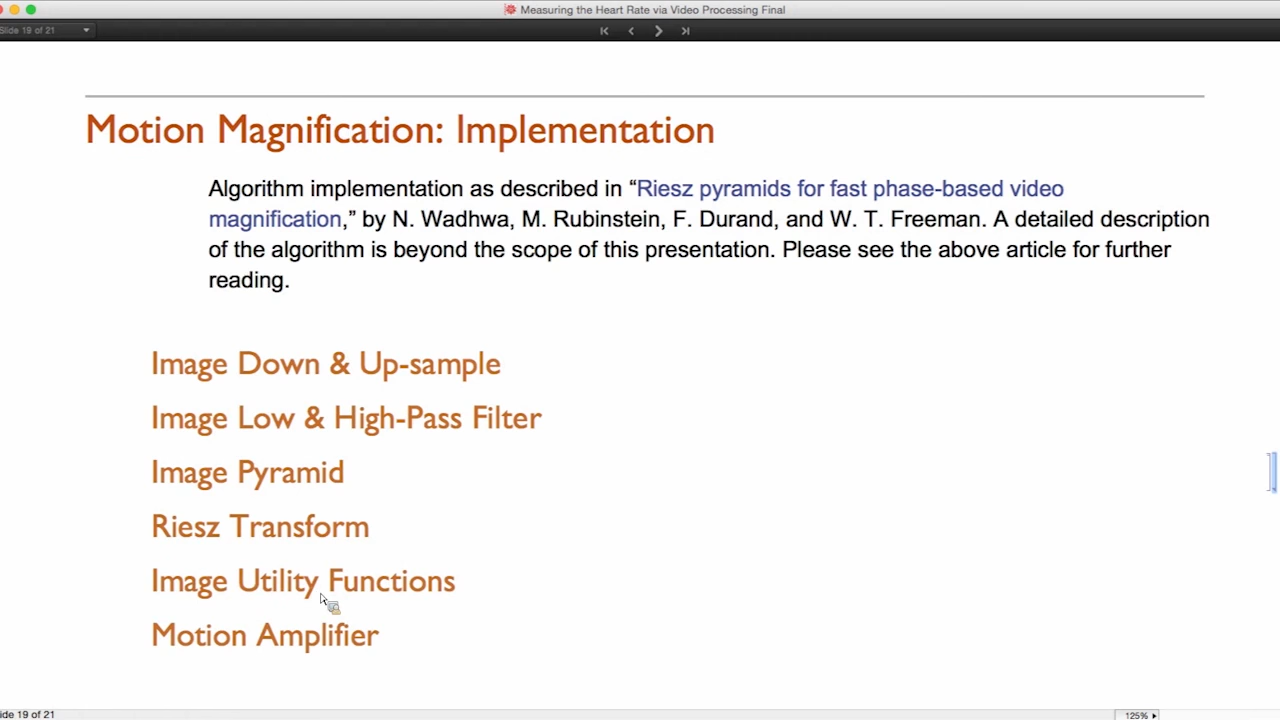 Measuring the Heart Rate via Video Processing Final
Slide 19 of 21
Motion Magnification: Implementation
Algorithm implementation as described in “Riesz pyramids for fast phase-based video
magnification,” by N. Wadhwa, M. Rubinstein, F. Durand, and W. T. Freeman. A detailed description
of the algorithm is beyond the scope of this presentation. Please see the above article for further
reading.
Image Down & Up-sample
Image Low & High-Pass Filter
Image Pyramid
Riesz Transform
Image Utility Functions
Motion Amplifier
lide 19 of 21
125%